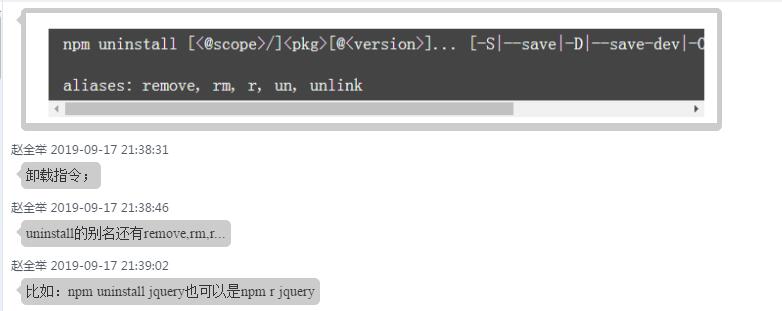 npm uninstall [<@scope>/]<pkg>[@<version>]... [-S|--save|-D|--save-dev|-O
aliases: remove, rm, r, un, unlink
赵全举 2019-09-17 21:38:31
卸载指令；
赵全举 2019-09-17 21:38:46
uninstall的别名还有remove,rm,r...
赵全举 2019-09-17 21:39:02
比如：npm uninstall jquery也可以是npm r jquery